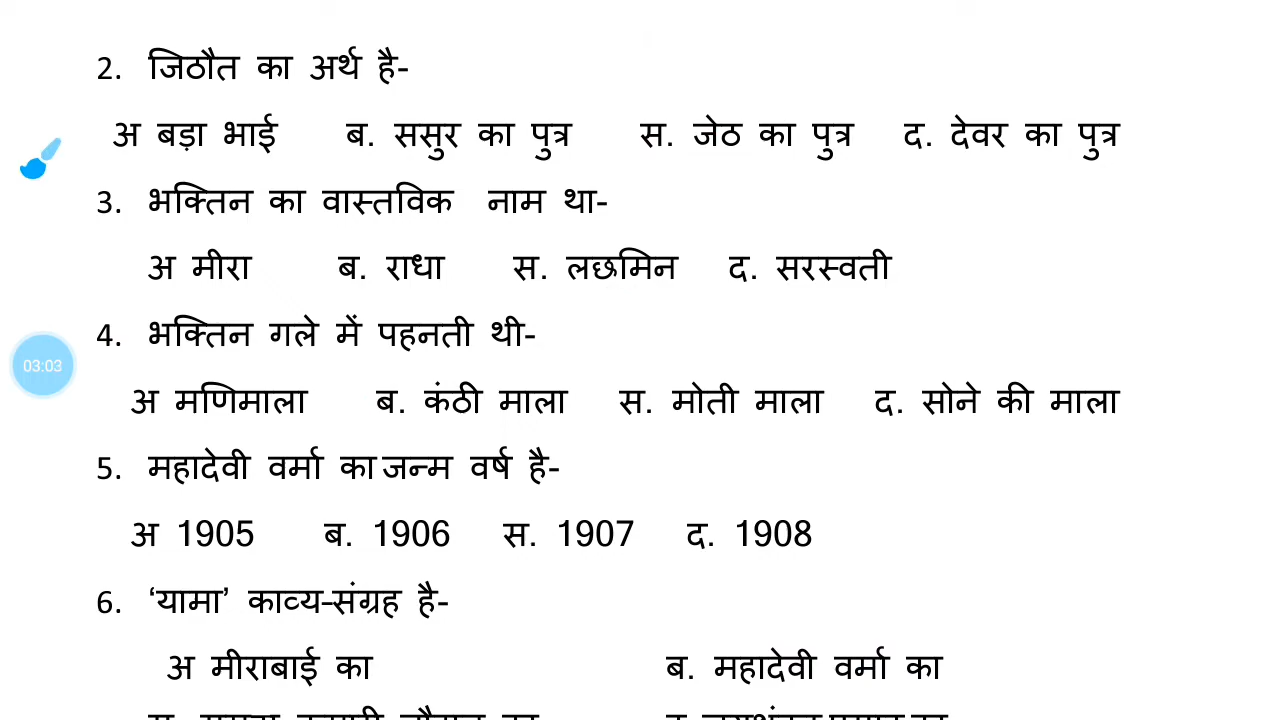 2. जिठौत का अर्थ है-
अ बड़ा भाई ब. ससुर का पुत्र स. जेठ का पुत्र द. देवर का पुत्र
3. भक्तिन का वास्तविक नाम था-
अ मीरा ब. राधा स. लछमिन द. सरस्वती
4. भक्तिन गले में पहनती थी-
03:03
अ मणिमाला ब. कंठी माला स. मोती माला द. सोने की माला
5. महादेवी वर्मा का जन्म वर्ष है-
अ 1905 ब. 1906 स. 1907 द. 1908
6. ‘यामा’ काव्य-संग्रह है-
अ मीराबाई का ब. महादेवी वर्मा का